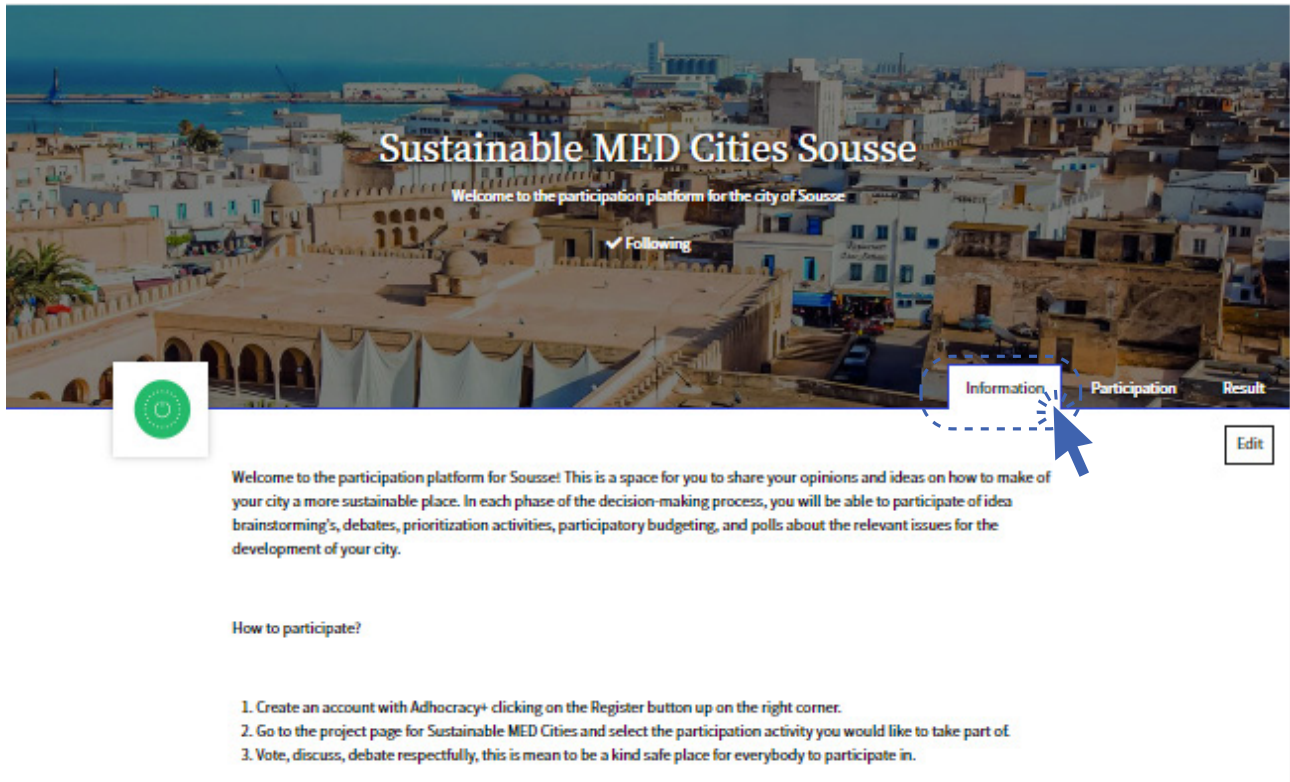 Sustainable MED Cities Sousse
Welcome to the participation platform for the city of Sousse
✔ Following
Information Participation Result
Edit
Welcome to the participation platform for Sousse! This is a space for you to share your opinions and ideas on how to make of
your city a more sustainable place. In each phase of the decision-making process, you will be able to participate of idea
brainstorming's, debates, prioritization activities, participatory budgeting, and polls about the relevant issues for the
development of your city.
How to participate?
1. Create an account with Adhocracy+ clicking on the Register button up on the right corner.
2. Go to the project page for Sustainable MED Cities and select the participation activity you would like to take part of.
3. Vote, discuss, debate respectfully, this is mean to be a kind safe place for everybody to participate in.